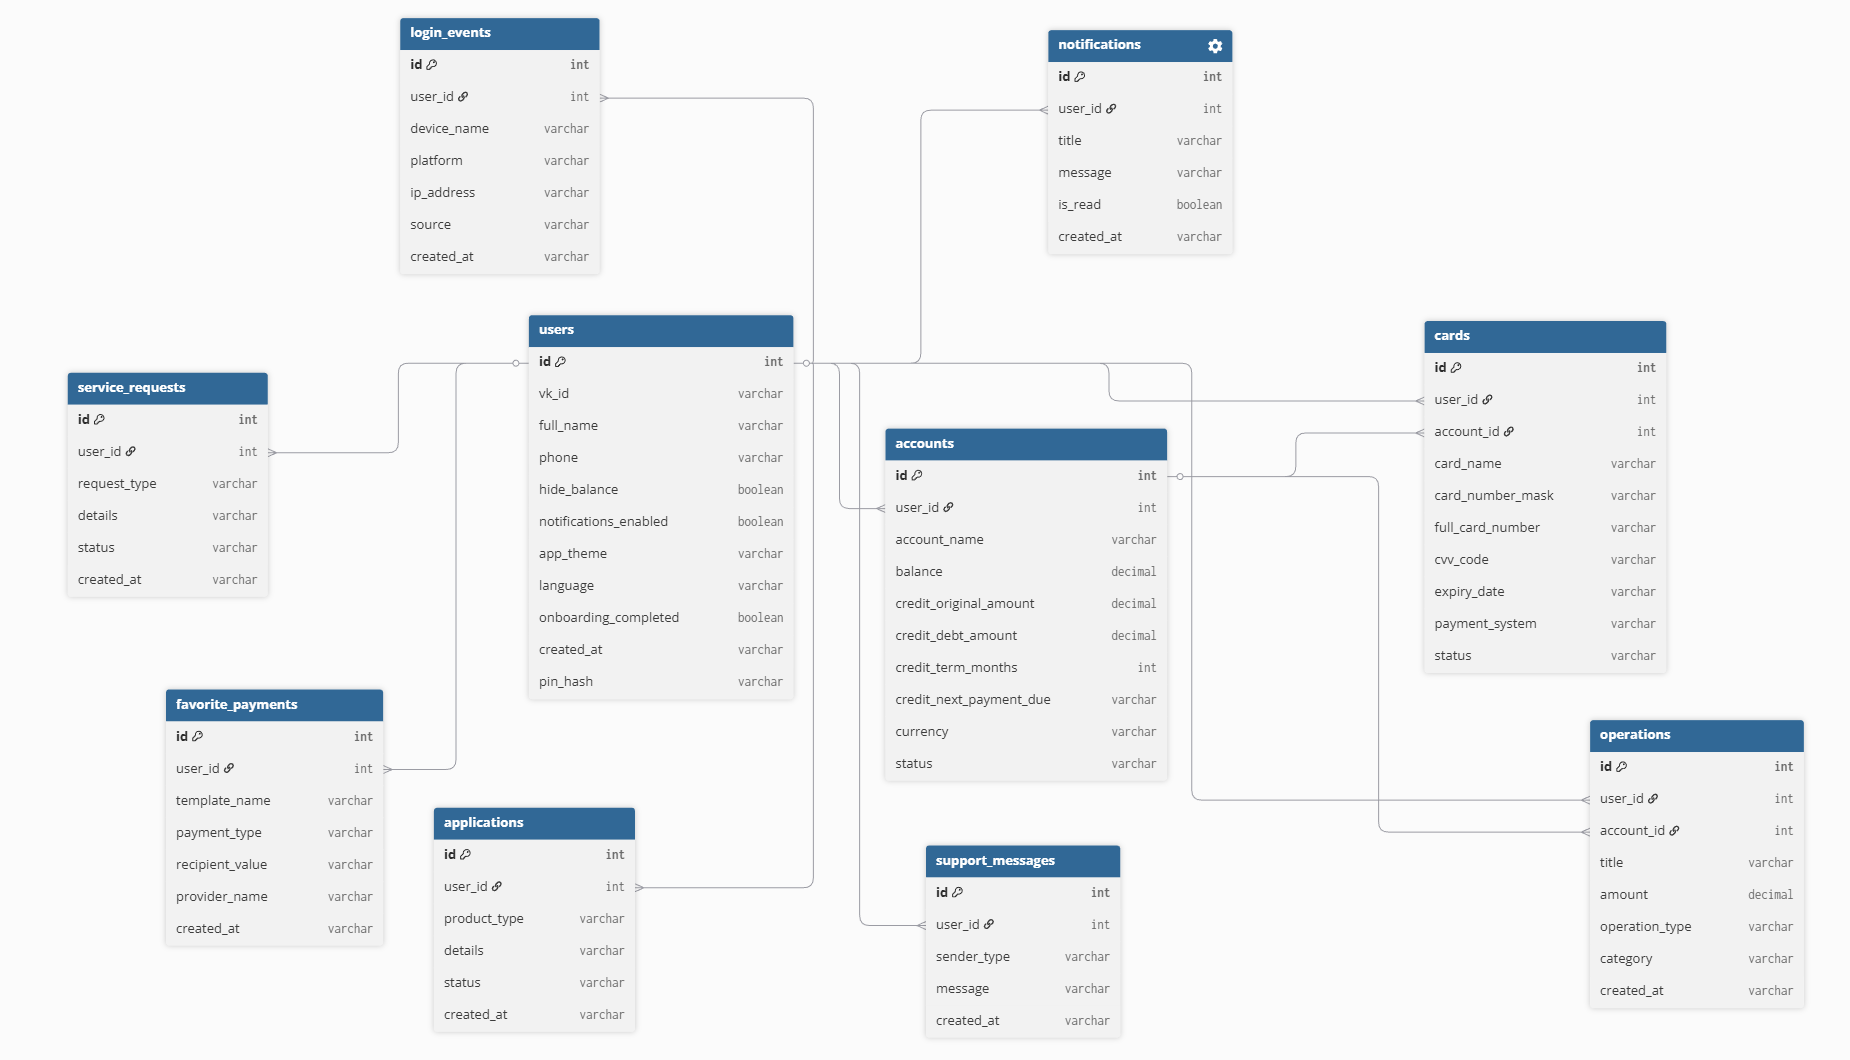 login_events
id int
user_id int
device_name varchar
platform varchar
ip_address varchar
source varchar
created_at varchar
notifications
id int
user_id int
title varchar
message varchar
is_read boolean
created_at varchar
users
id int
vk_id varchar
full_name varchar
phone varchar
hide_balance boolean
notifications_enabled boolean
app_theme varchar
language varchar
onboarding_completed boolean
created_at varchar
pin_hash varchar
cards
id int
user_id int
account_id int
card_name varchar
card_number_mask varchar
full_card_number varchar
cvv_code varchar
expiry_date varchar
payment_system varchar
status varchar
service_requests
id int
user_id int
request_type varchar
details varchar
status varchar
created_at varchar
accounts
id int
user_id int
account_name varchar
balance decimal
credit_original_amount decimal
credit_debt_amount decimal
credit_term_months int
credit_next_payment_due varchar
currency varchar
status varchar
favorite_payments
id int
user_id int
template_name varchar
payment_type varchar
recipient_value varchar
provider_name varchar
created_at varchar
operations
id int
user_id int
account_id int
title varchar
amount decimal
operation_type varchar
category varchar
created_at varchar
applications
id int
user_id int
product_type varchar
details varchar
status varchar
created_at varchar
support_messages
id int
user_id int
sender_type varchar
message varchar
created_at varchar